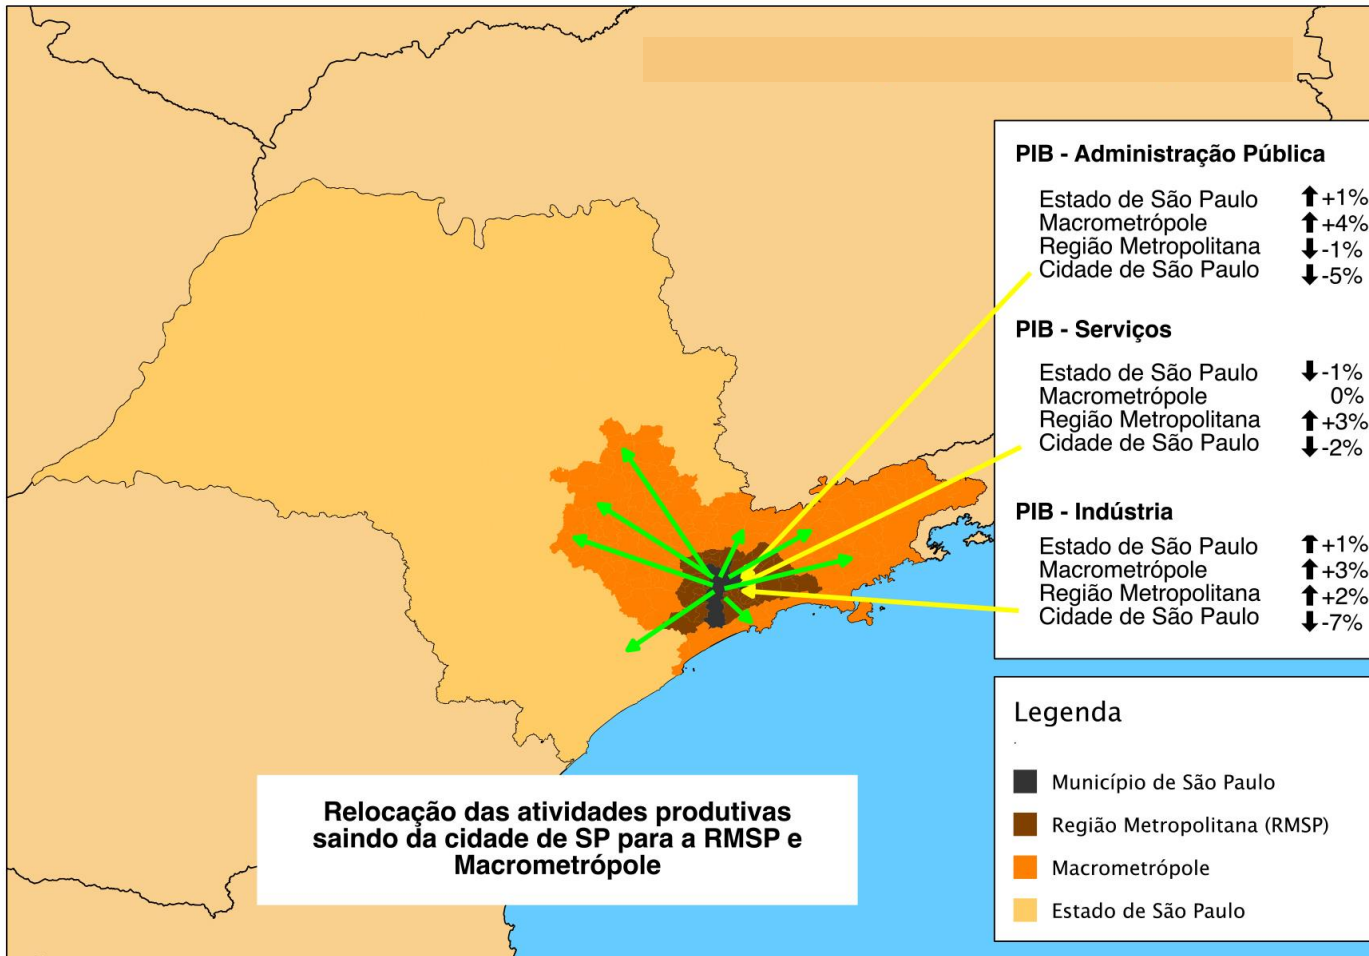 PIB - Administração Pública
Estado de São Paulo +1%
Macrometrópole +4%
Região Metropolitana -1%
Cidade de São Paulo -5%
PIB - Serviços
Estado de São Paulo -1%
Macrometrópole 0%
Região Metropolitana +3%
Cidade de São Paulo -2%
PIB - Indústria
Estado de São Paulo +1%
Macrometrópole +3%
Região Metropolitana +2%
Cidade de São Paulo -7%
Legenda
Município de São Paulo
Região Metropolitana (RMSP)
Macrometrópole
Estado de São Paulo
Relocação das atividades produtivas
saindo da cidade de SP para a RMSP e
Macrometrópole